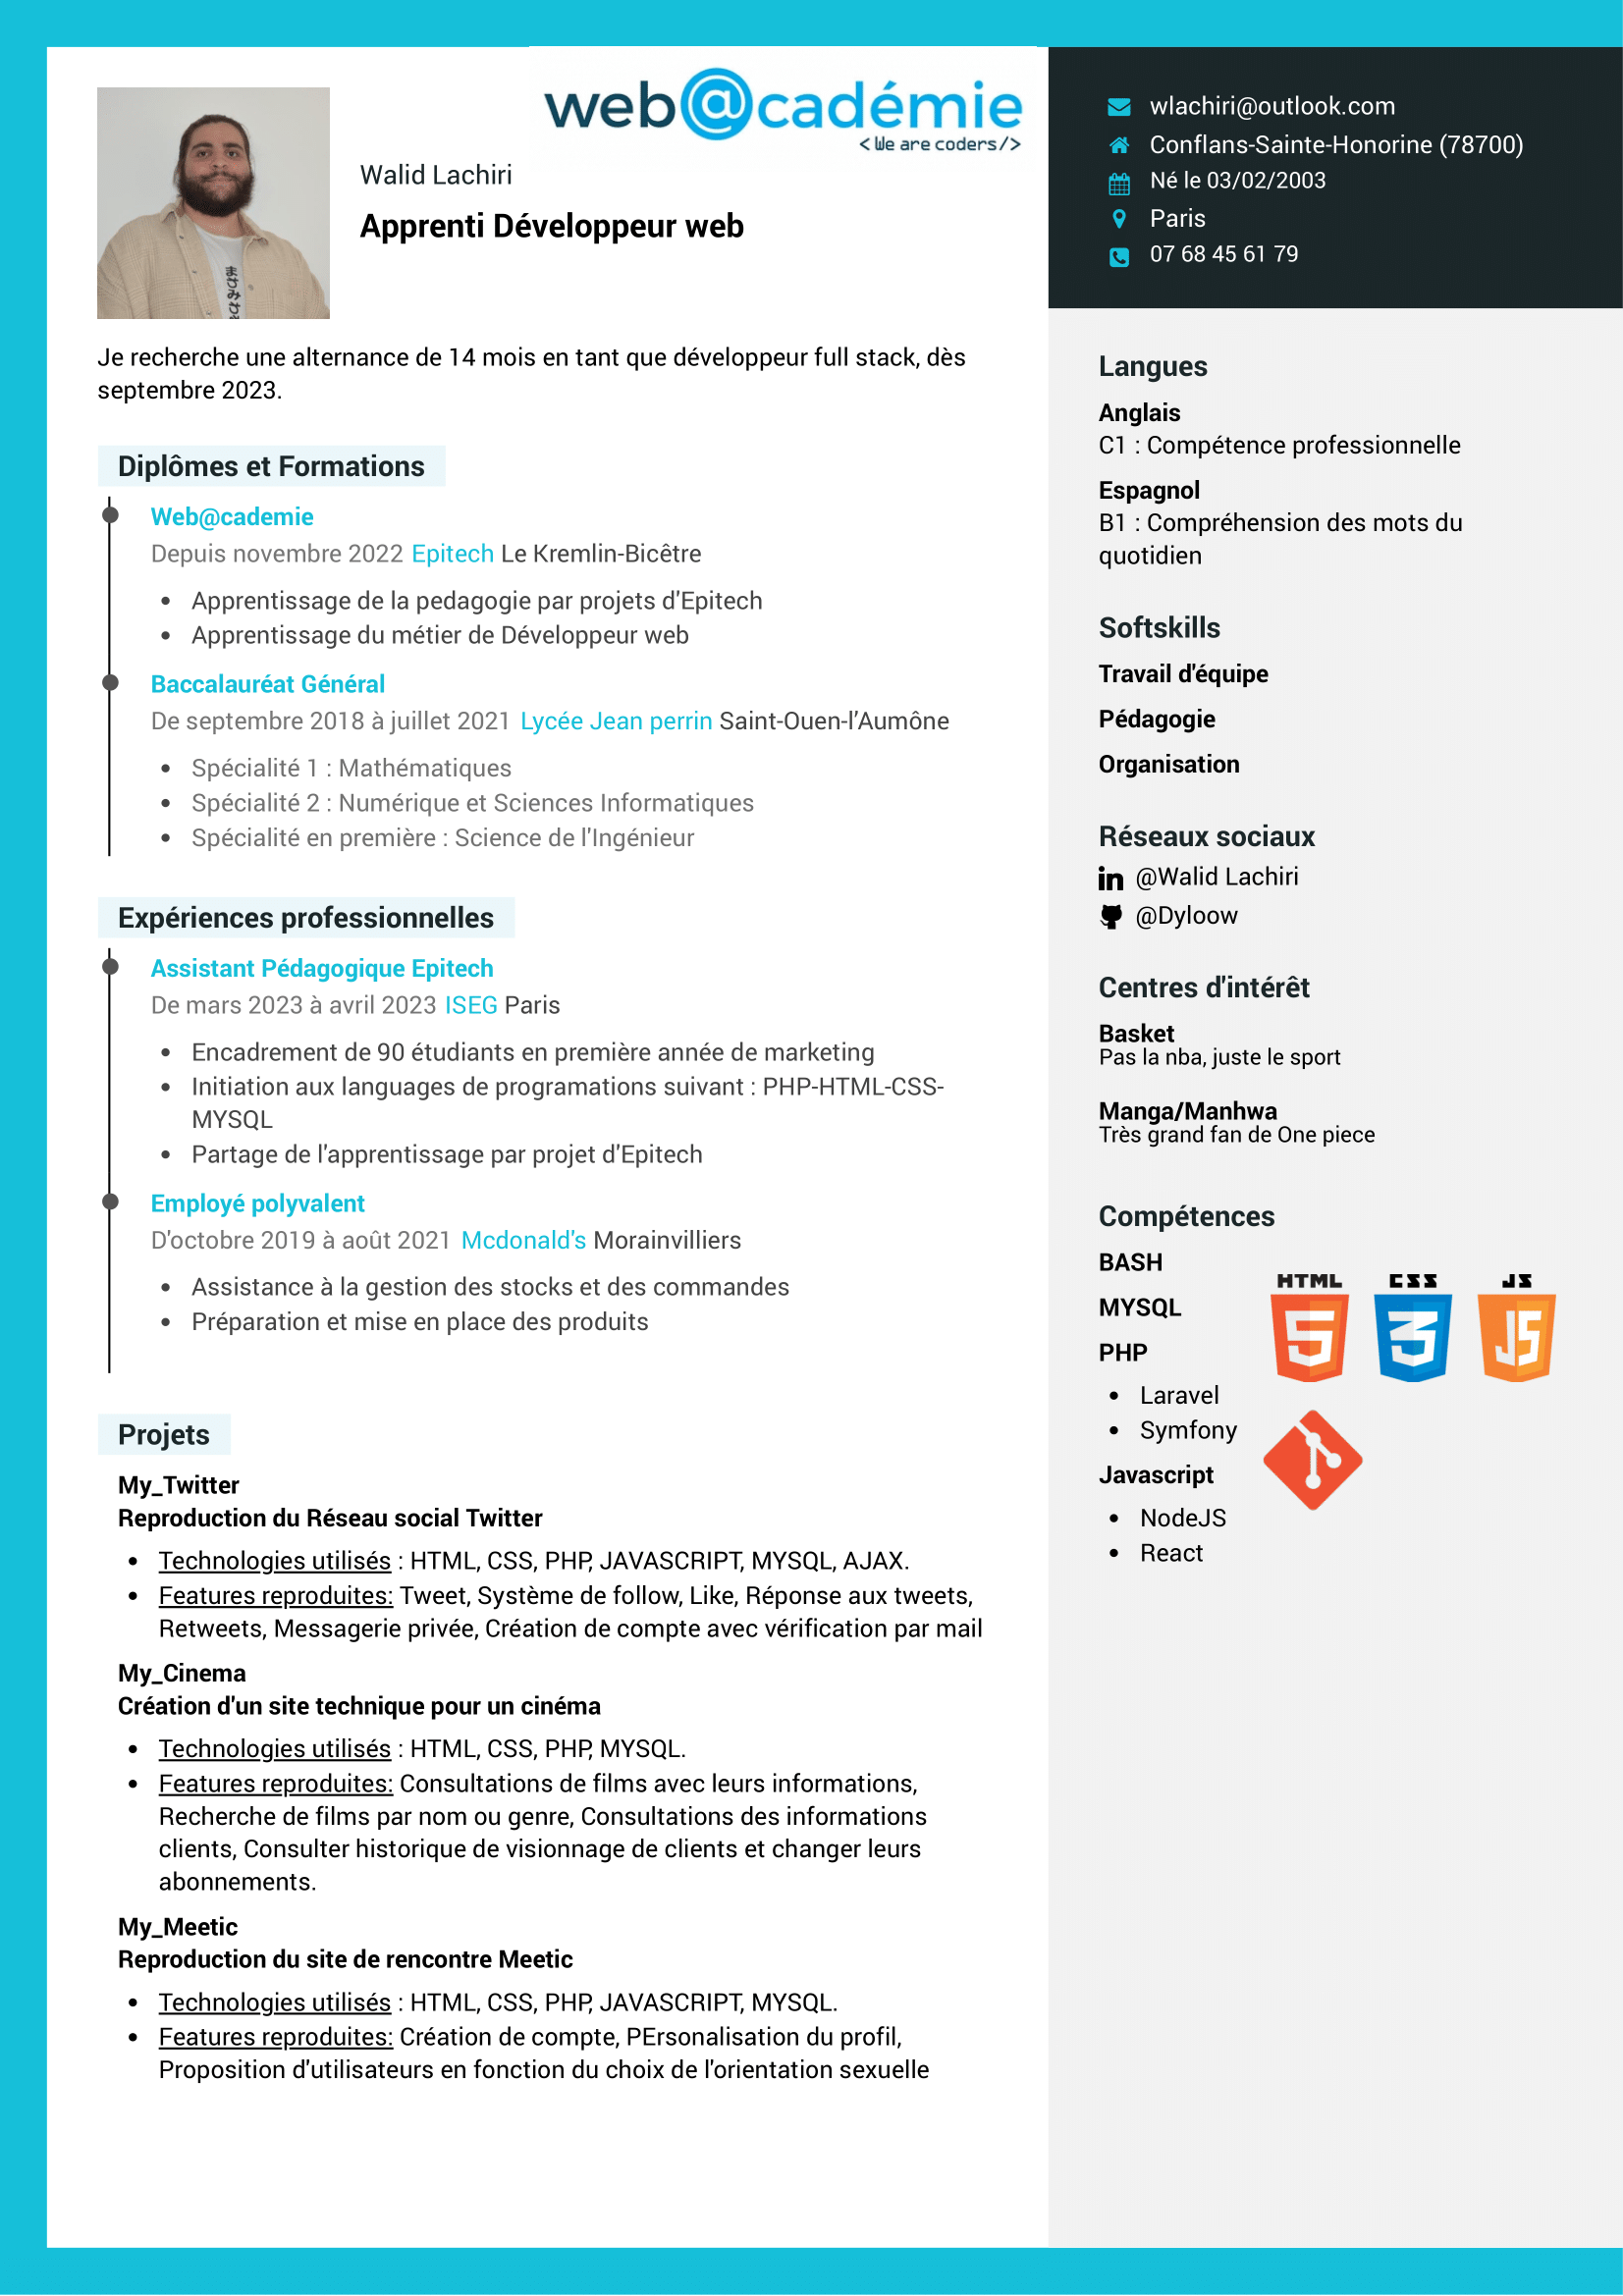 web@cadémie
<We are coders/>
Walid Lachiri
Apprenti Développeur web
Je recherche une alternance de 14 mois en tant que développeur full stack, dès
septembre 2023.
Diplômes et Formations
Web@cademie
Depuis novembre 2022 Epitech Le Kremlin-Bicêtre
• Apprentissage de la pedagogie par projets d'Epitech
• Apprentissage du métier de Développeur web
Baccalauréat Général
De septembre 2018 à juillet 2021 Lycée Jean perrin Saint-Ouen-l'Aumône
• Spécialité 1 : Mathématiques
• Spécialité 2 : Numérique et Sciences Informatiques
• Spécialité en première : Science de l'Ingénieur
Expériences professionnelles
Assistant Pédagogique Epitech
De mars 2023 à avril 2023 ISEG Paris
• Encadrement de 90 étudiants en première année de marketing
• Initiation aux languages de programations suivant : PHP-HTML-CSS-
MYSQL
• Partage de l'apprentissage par projet d'Epitech
Employé polyvalent
D'octobre 2019 à août 2021 Mcdonald's Morainvilliers
• Assistance à la gestion des stocks et des commandes
• Préparation et mise en place des produits
Projets
My_Twitter
Reproduction du Réseau social Twitter
• Technologies utilisés : HTML, CSS, PHP, JAVASCRIPT, MYSQL, AJAX.
• Features reproduites: Tweet, Système de follow, Like, Réponse aux tweets,
Retweets, Messagerie privée, Création de compte avec vérification par mail
My_Cinema
Création d'un site technique pour un cinéma
• Technologies utilisés : HTML, CSS, PHP, MYSQL.
• Features reproduites: Consultations de films avec leurs informations,
Recherche de films par nom ou genre, Consultations des informations
clients, Consulter historique de visionnage de clients et changer leurs
abonnements.
My_Meetic
Reproduction du site de rencontre Meetic
• Technologies utilisés : HTML, CSS, PHP, JAVASCRIPT, MYSQL.
• Features reproduites: Création de compte, PErsonalisation du profil,
Proposition d'utilisateurs en fonction du choix de l'orientation sexuelle
wlachiri@outlook.com
Conflans-Sainte-Honorine (78700)
Né le 03/02/2003
Paris
07 68 45 61 79
Langues
Anglais
C1 : Compétence professionnelle
Espagnol
B1 : Compréhension des mots du
quotidien
Softskills
Travail d'équipe
Pédagogie
Organisation
Réseaux sociaux
in @Walid Lachiri
@Dyloow
Centres d'intérêt
Basket
Pas la nba, juste le sport
Manga/Manhwa
Très grand fan de One piece
Compétences
BASH
MYSQL
PHP
• Laravel
• Symfony
Javascript
• NodeJS
• React
HTML CSS JS
5 3 JS